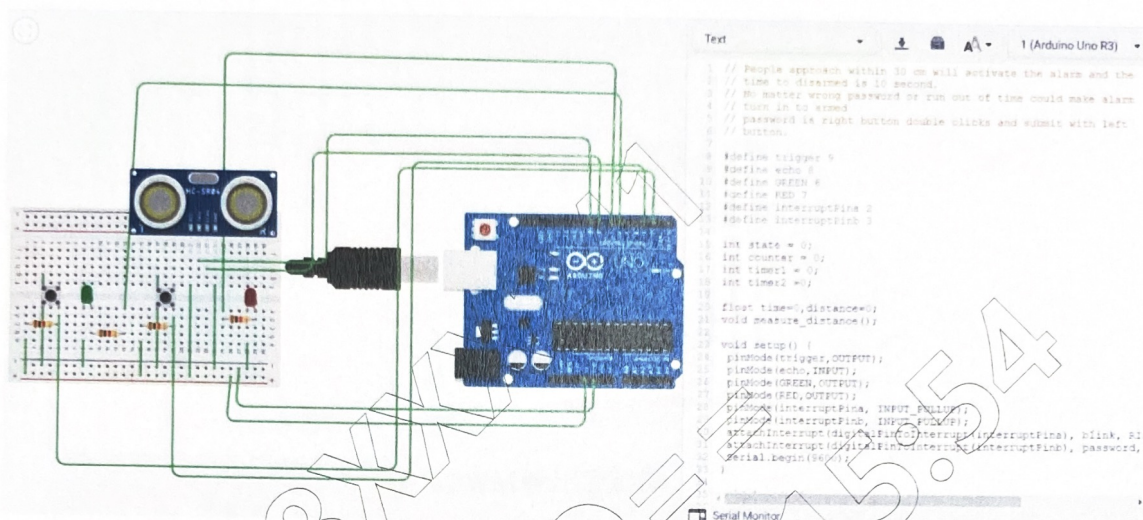 Text
1 (Arduino Uno R3)
// People approach within 30 cm will activate the alarm and the
// time to disarmed is 10 second.
// No matter wrong password or run out of time could make alarm
// turn in to armed
// password is right button double clicks and submit with left
// button.
#define trigger 9
#define echo 8
#define GREEN 6
#define RED 7
#define interruptPina 2
#define interruptPinb 3
int state = 0;
int counter = 0;
int timer1 = 0;
int timer2 =0;
float time=0,distance=0;
void measure_distance();
void setup() {
pinMode(trigger,OUTPUT);
pinMode(echo,INPUT);
pinMode(GREEN,OUTPUT);
pinMode(RED,OUTPUT);
pinMode(interruptPina, INPUT_PULLUP);
pinMode(interruptPinb, INPUT_PULLUP);
attachInterrupt(digitalPinToInterrupt(interruptPina), blink, RI
attachInterrupt(digitalPinToInterrupt(interruptPinb), password,
Serial.begin(9600);
}
Serial Monitor
HC-SR04
UNO
ARDUINO
15:54